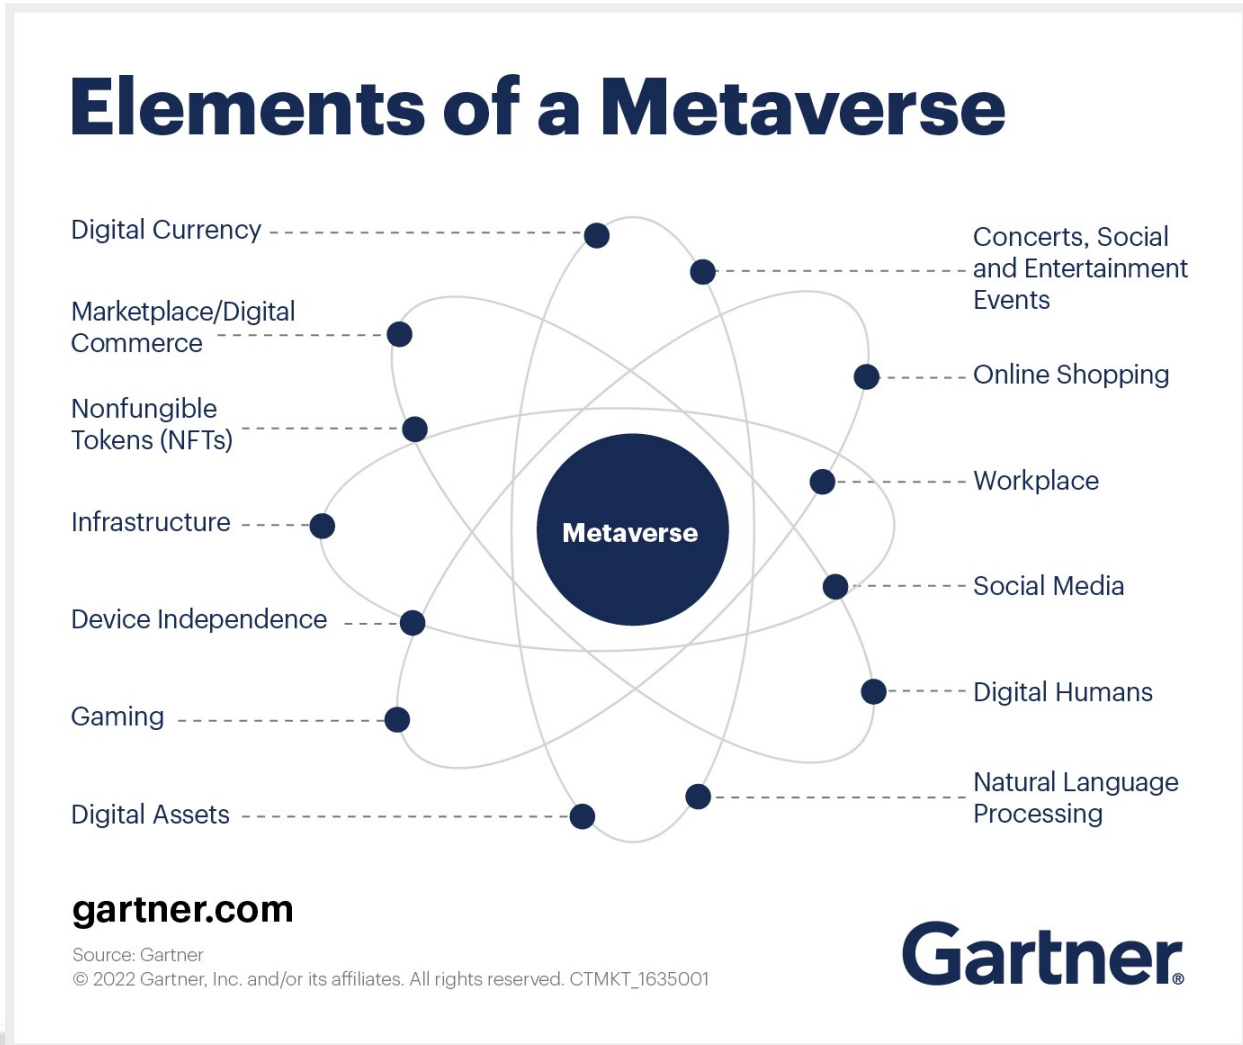 Elements of a Metaverse
Digital Currency
Marketplace/Digital
Commerce
Nonfungible
Tokens (NFTs)
Infrastructure
Device Independence
Gaming
Digital Assets
Metaverse
Concerts, Social
and Entertainment
Events
Online Shopping
Workplace
Social Media
Digital Humans
Natural Language
Processing
gartner.com
Source: Gartner
© 2022 Gartner, Inc. and/or its affiliates. All rights reserved. CTMKT_1635001
Gartner®